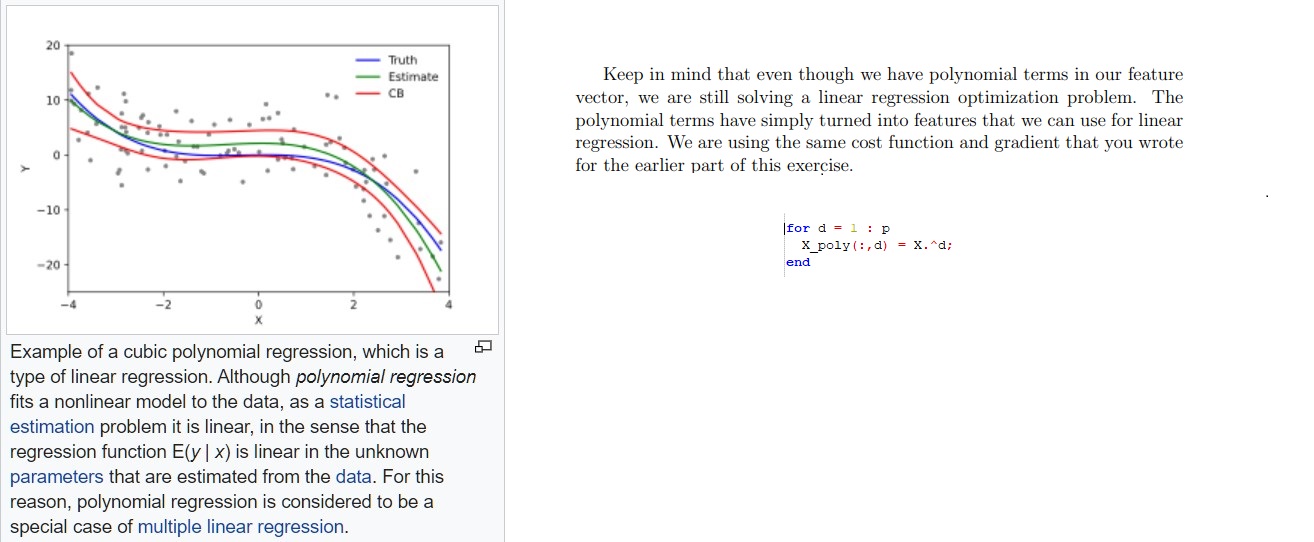 20
10
0
−10
−20
Y
−4
−2
0
2
4
X
Truth
Estimate
CB
Example of a cubic polynomial regression, which is a
type of linear regression. Although polynomial regression
fits a nonlinear model to the data, as a statistical
estimation problem it is linear, in the sense that the
regression function E(y | x) is linear in the unknown
parameters that are estimated from the data. For this
reason, polynomial regression is considered to be a
special case of multiple linear regression.
Keep in mind that even though we have polynomial terms in our feature
vector, we are still solving a linear regression optimization problem. The
polynomial terms have simply turned into features that we can use for linear
regression. We are using the same cost function and gradient that you wrote
for the earlier part of this exercise.
for d = 1 : p
X_poly(:,d) = X.^d;
end